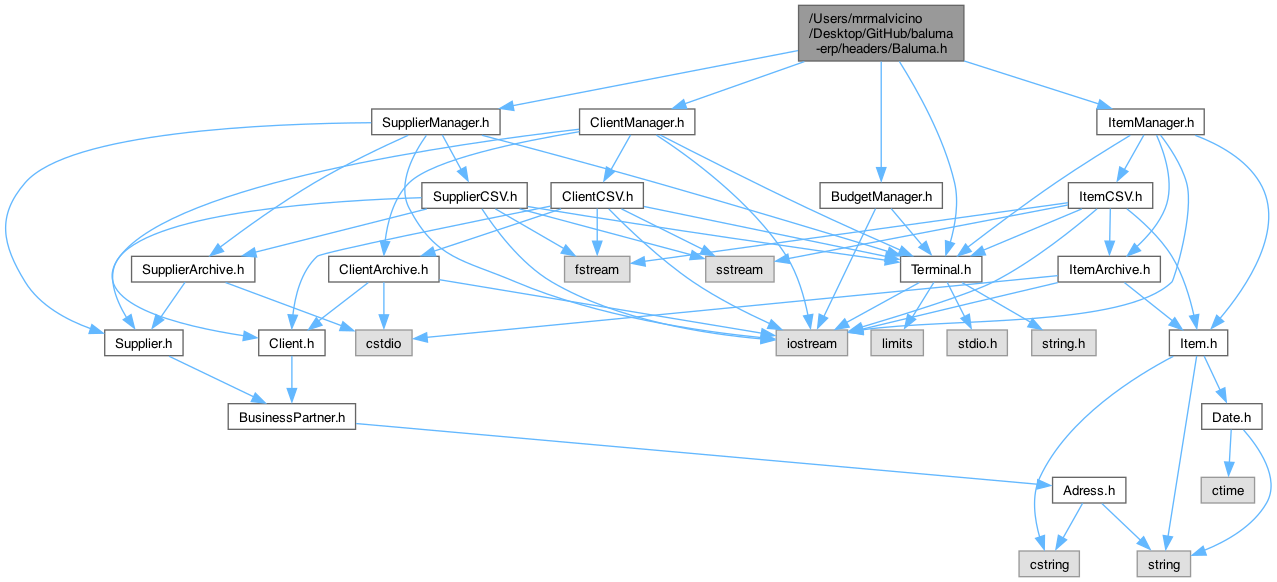 /Users/mrmalvicino
/Desktop/GitHub/baluma
-erp/headers/Baluma.h
SupplierManager.h
ClientManager.h
ItemManager.h
SupplierCSV.h
ClientCSV.h
BudgetManager.h
ItemCSV.h
SupplierArchive.h
ClientArchive.h
fstream
sstream
Terminal.h
ItemArchive.h
Supplier.h
Client.h
cstdio
iostream
limits
stdio.h
string.h
Item.h
BusinessPartner.h
Date.h
Adress.h
ctime
cstring
string